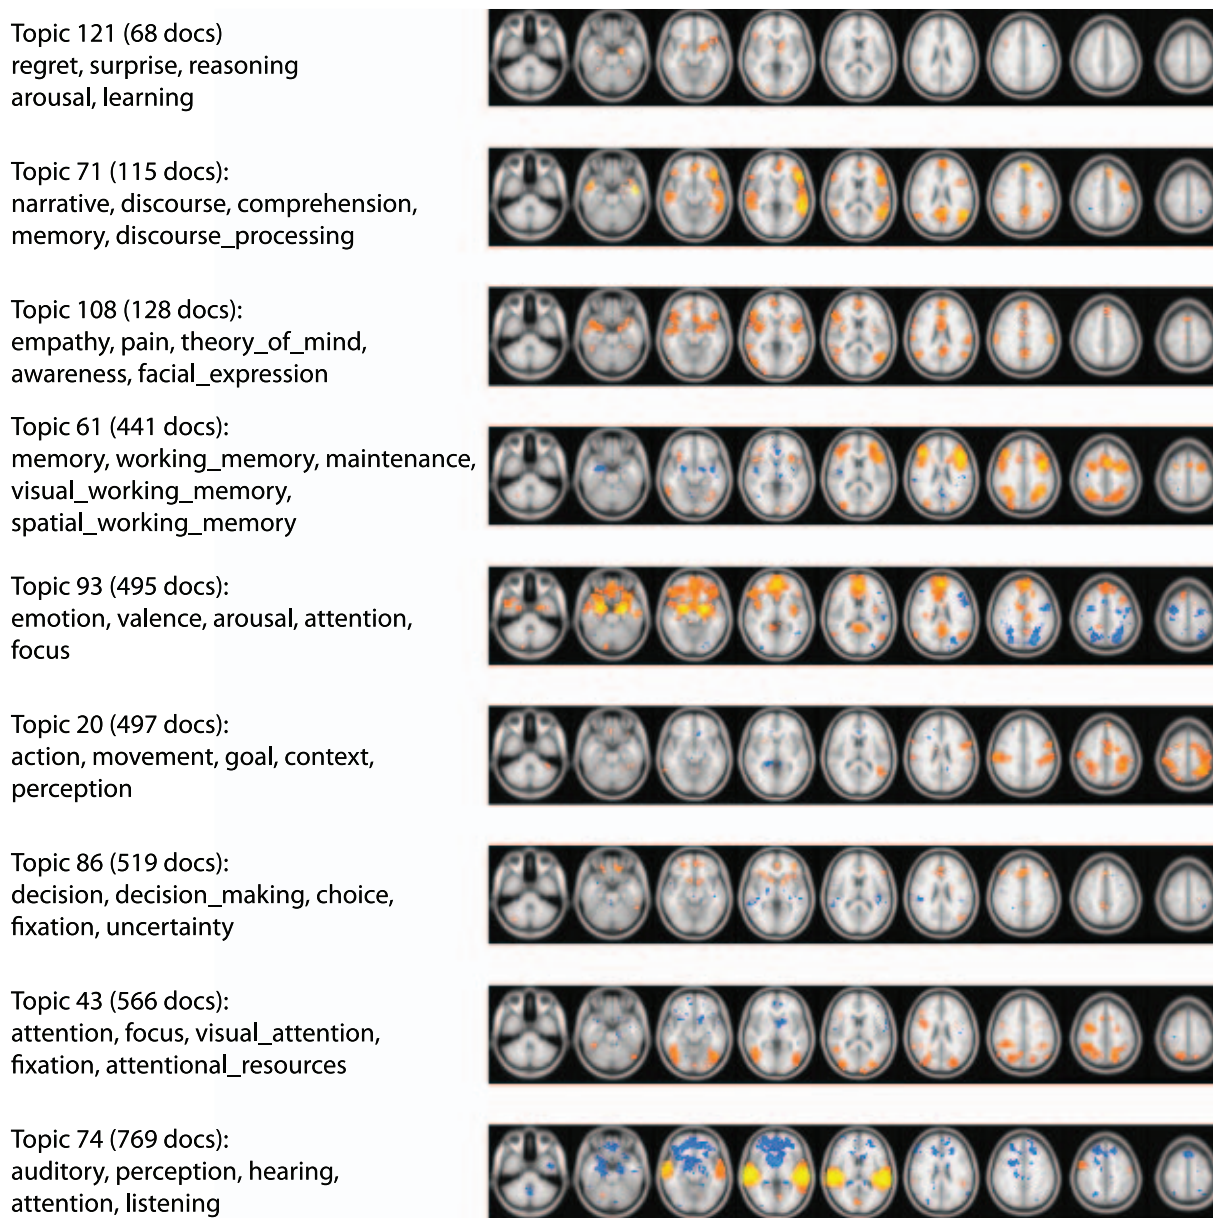 Topic 121 (68 docs)
regret, surprise, reasoning
arousal, learning
Topic 71 (115 docs):
narrative, discourse, comprehension,
memory, discourse_processing
Topic 108 (128 docs):
empathy, pain, theory_of_mind,
awareness, facial_expression
Topic 61 (441 docs):
memory, working_memory, maintenance,
visual_working_memory,
spatial_working_memory
Topic 93 (495 docs):
emotion, valence, arousal, attention,
focus
Topic 20 (497 docs):
action, movement, goal, context,
perception
Topic 86 (519 docs):
decision, decision_making, choice,
fixation, uncertainty
Topic 43 (566 docs):
attention, focus, visual_attention,
fixation, attentional_resources
Topic 74 (769 docs):
auditory, perception, hearing,
attention, listening